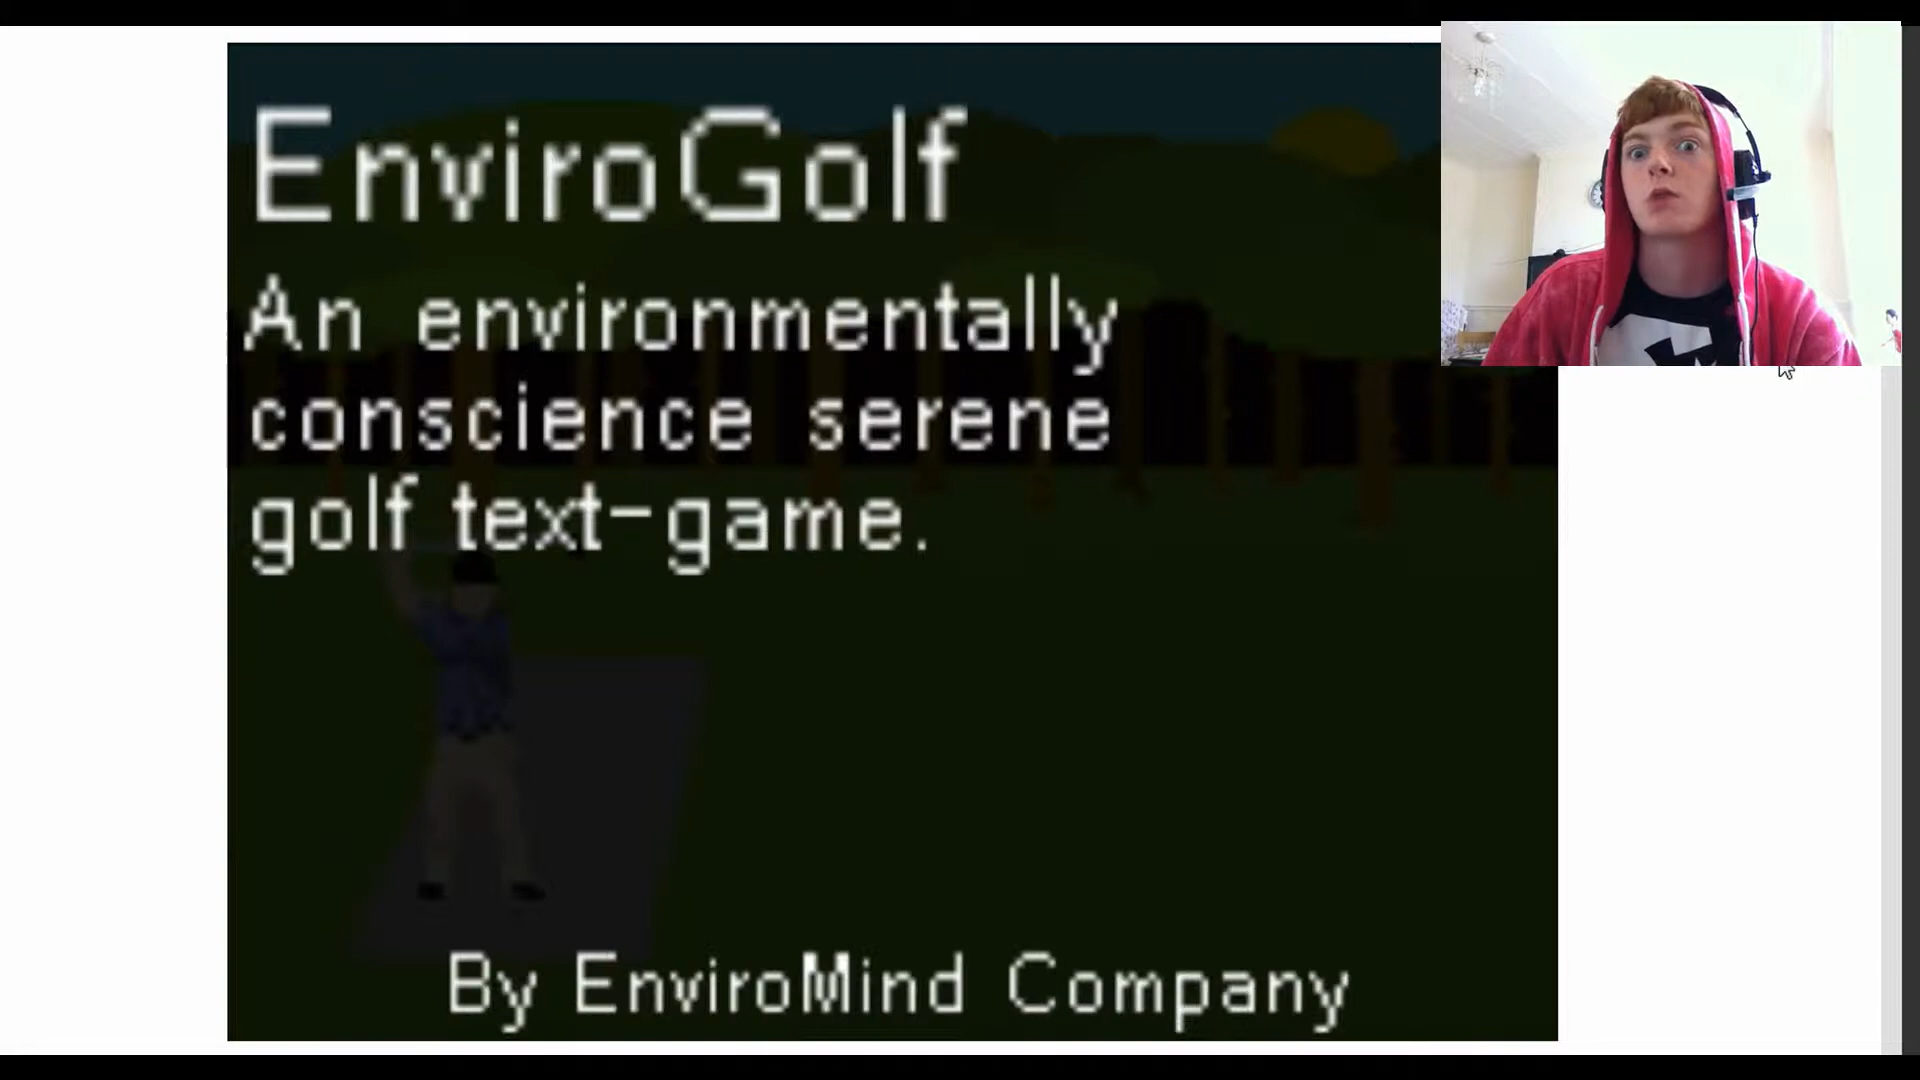 EnviroGolf
An environmentally
conscience serene
golf text-game.
By EnviroMind Company